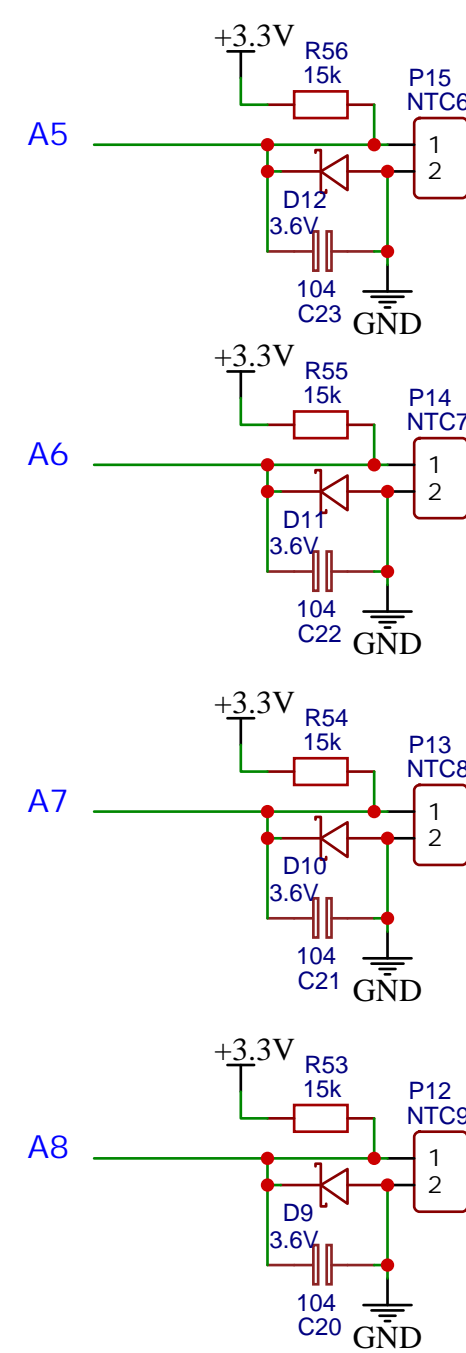 +3.3V
R56
15k
P15
NTC6
A5
1
2
D12
3.6V
104
C23
GND
+3.3V
R55
15k
P14
NTC7
A6
1
2
D11
3.6V
104
C22
GND
+3.3V
R54
15k
P13
NTC8
A7
1
2
D10
3.6V
104
C21
GND
+3.3V
R53
15k
P12
NTC9
A8
1
2
D9
3.6V
104
C20
GND